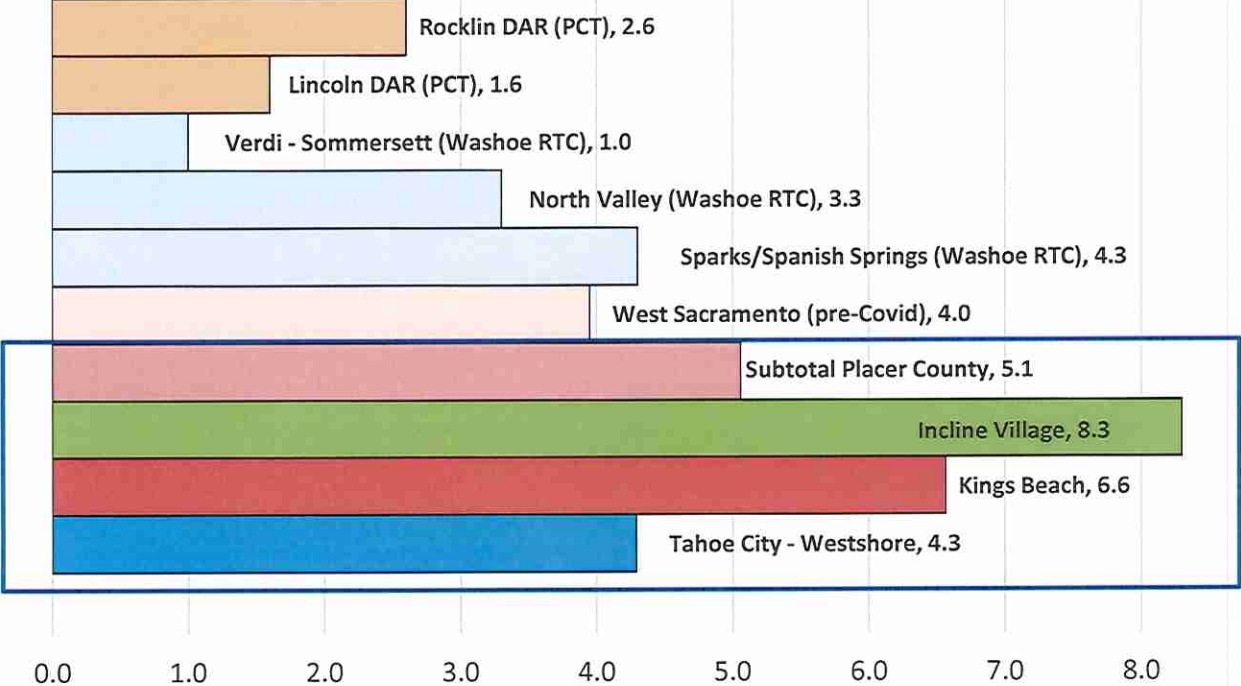 Rocklin DAR (PCT), 2.6
Lincoln DAR (PCT), 1.6
Verdi - Sommersett (Washoe RTC), 1.0
North Valley (Washoe RTC), 3.3
Sparks/Spanish Springs (Washoe RTC), 4.3
West Sacramento (pre-Covid), 4.0
Subtotal Placer County, 5.1
Incline Village, 8.3
Kings Beach, 6.6
Tahoe City - Westshore, 4.3
0.0 1.0 2.0 3.0 4.0 5.0 6.0 7.0 8.0